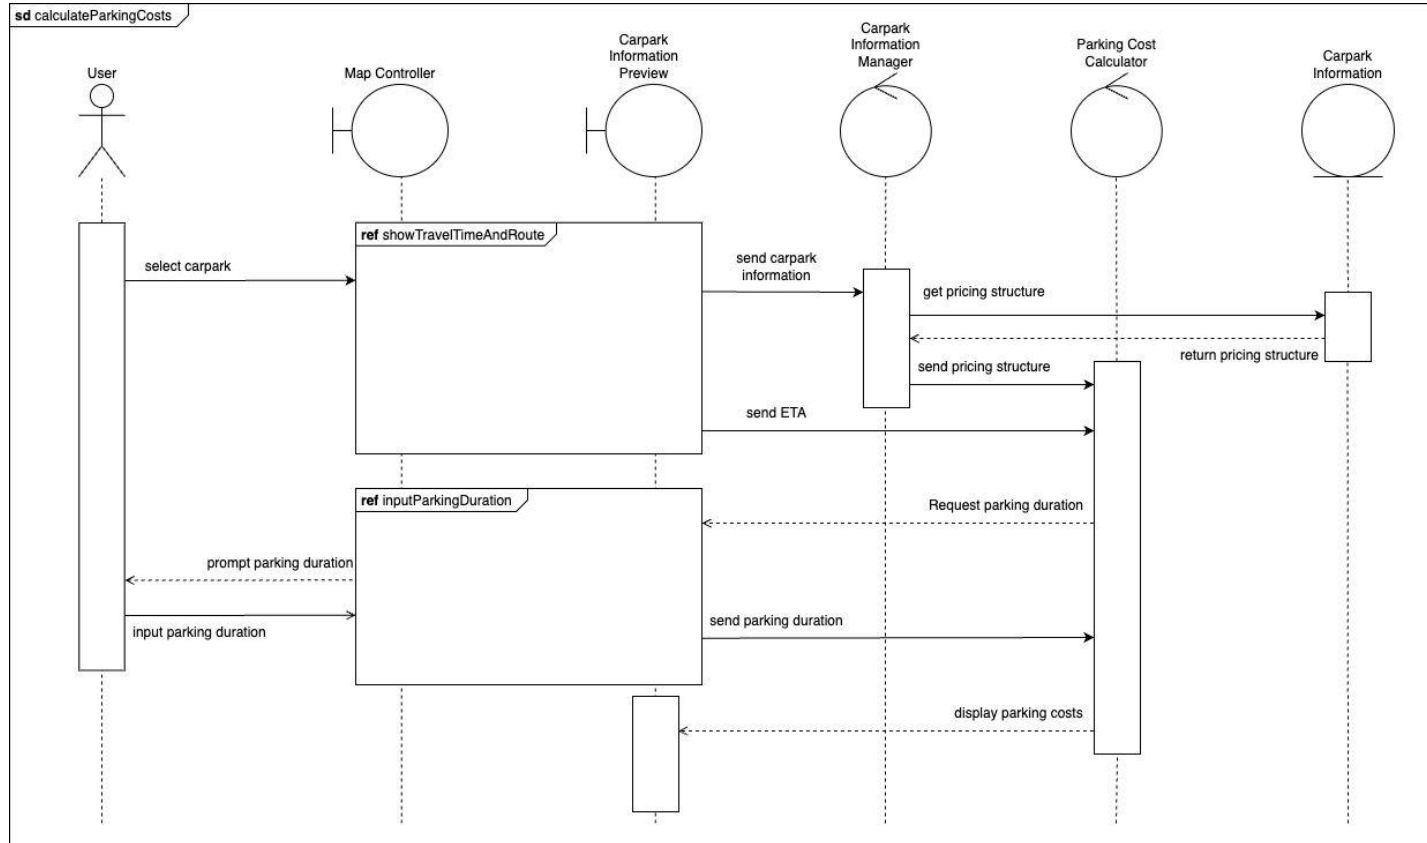 sd calculateParkingCosts
User
Map Controller
Carpark
Information
Preview
Carpark
Information
Manager
Parking Cost
Calculator
Carpark
Information
ref showTravelTimeAndRoute
select carpark
send carpark
information
get pricing structure
return pricing structure
send pricing structure
send ETA
ref inputParkingDuration
Request parking duration
prompt parking duration
input parking duration
send parking duration
display parking costs